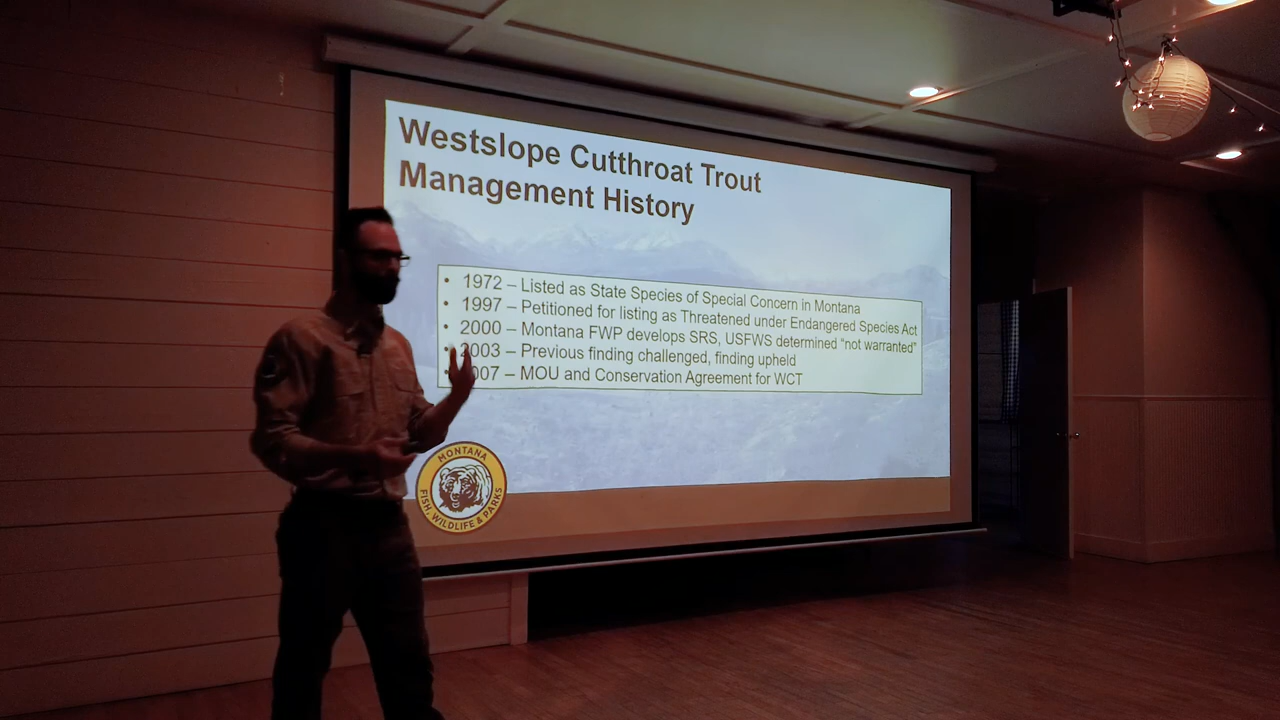 Westslope Cutthroat Trout
Management History
• 1972 – Listed as State Species of Special Concern in Montana
• 1997 – Petitioned for listing as Threatened under Endangered Species Act
• 2000 – Montana FWP develops SRS, USFWS determined “not warranted”
003 – Previous finding challenged, finding upheld
007 – MOU and Conservation Agreement for WCT
MONTANA
FISH, WILDLIFE & PARKS